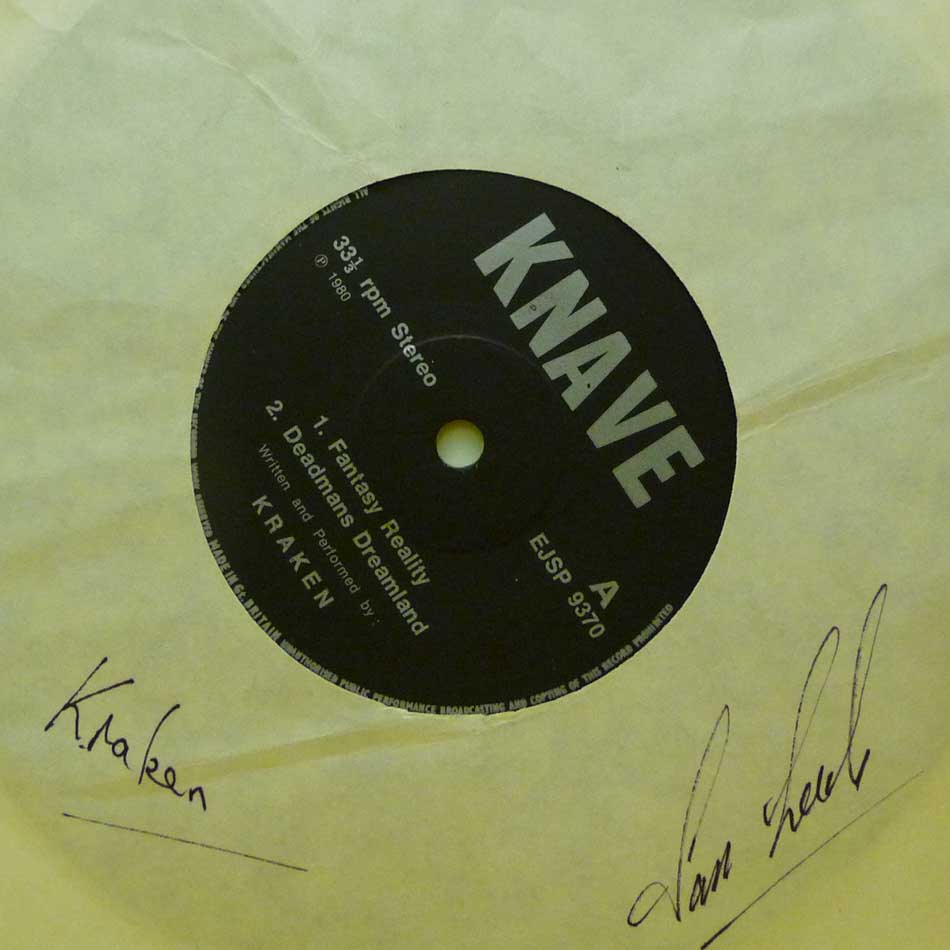 KNAVE
33⅓ rpm Stereo
℗ 1980
A
EJSP 9370
1. Fantasy Reality
2. Deadmans Dreamland
Written and Performed by :
KRAKEN
MADE IN Gt. BRITAIN UNAUTHORISED PUBLIC PERFORMANCE BROADCASTING AND COPYING OF THIS RECORD PROHIBITED
Kraken